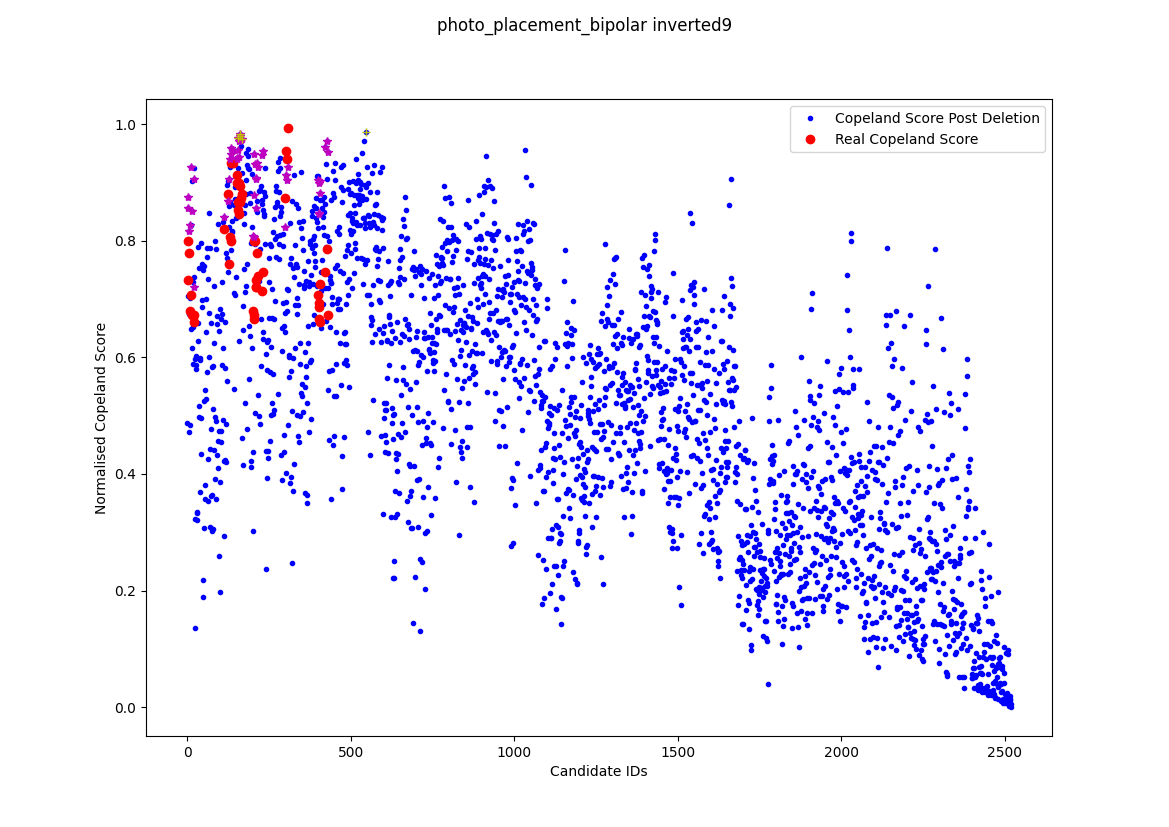 photo_placement_bipolar inverted9
Copeland Score Post Deletion
Real Copeland Score
1.0
0.8
0.6
0.4
0.2
0.0
Normalised Copeland Score
0
500
1000
1500
2000
2500
Candidate IDs